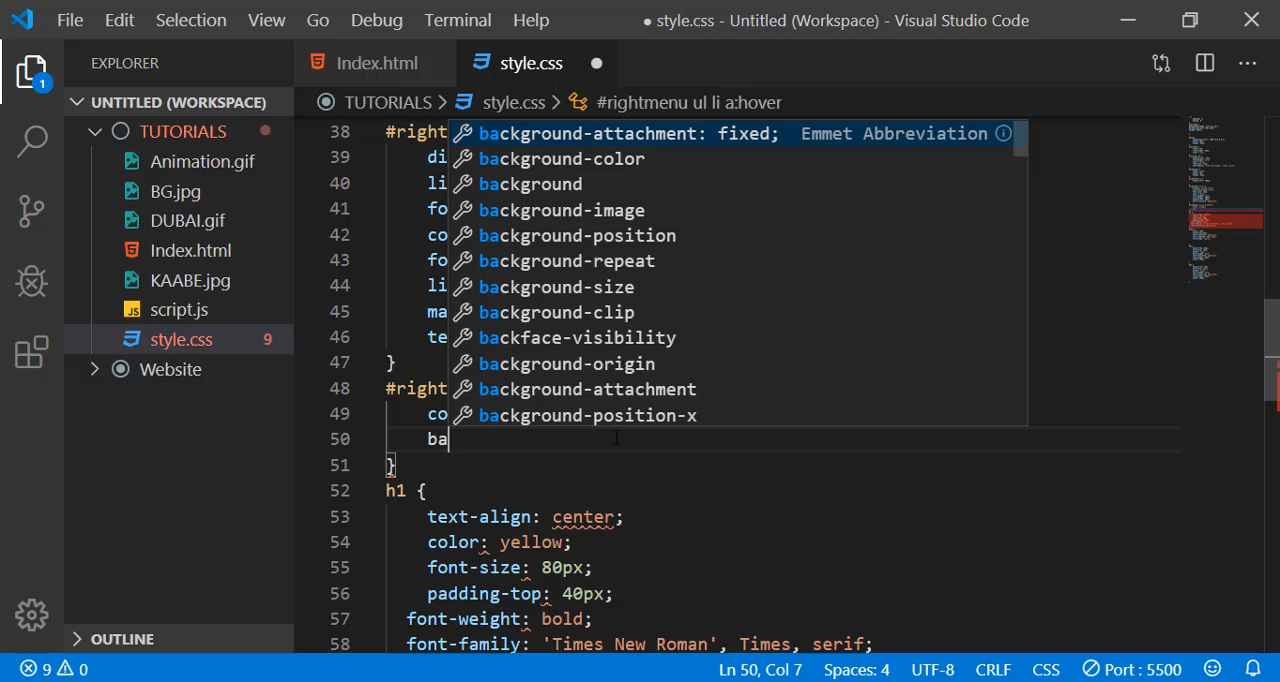 File Edit Selection View Go Debug Terminal Help ● style.css - Untitled (Workspace) - Visual Studio Code
EXPLORER
Index.html style.css
1
UNTITLED (WORKSPACE)
TUTORIALS > style.css > #rightmenu ul li a:hover
TUTORIALS
Animation.gif
BG.jpg
DUBAI.gif
Index.html
KAABE.jpg
JS script.js
style.css 9
Website
OUTLINE
38 #right
39 di
40 li
41 fo
42 co
43 fo
44 li
45 ma
46 te
47 }
48 #right
49 co
50 ba
51 }
52 h1 {
53 text-align: center;
54 color: yellow;
55 font-size: 80px;
56 padding-top: 40px;
57 font-weight: bold;
58 font-family: 'Times New Roman', Times, serif;
background-attachment: fixed; Emmet Abbreviation
background-color
background
background-image
background-position
background-repeat
background-size
background-clip
backface-visibility
background-origin
background-attachment
background-position-x
9 0 Ln 50, Col 7 Spaces: 4 UTF-8 CRLF CSS Port : 5500